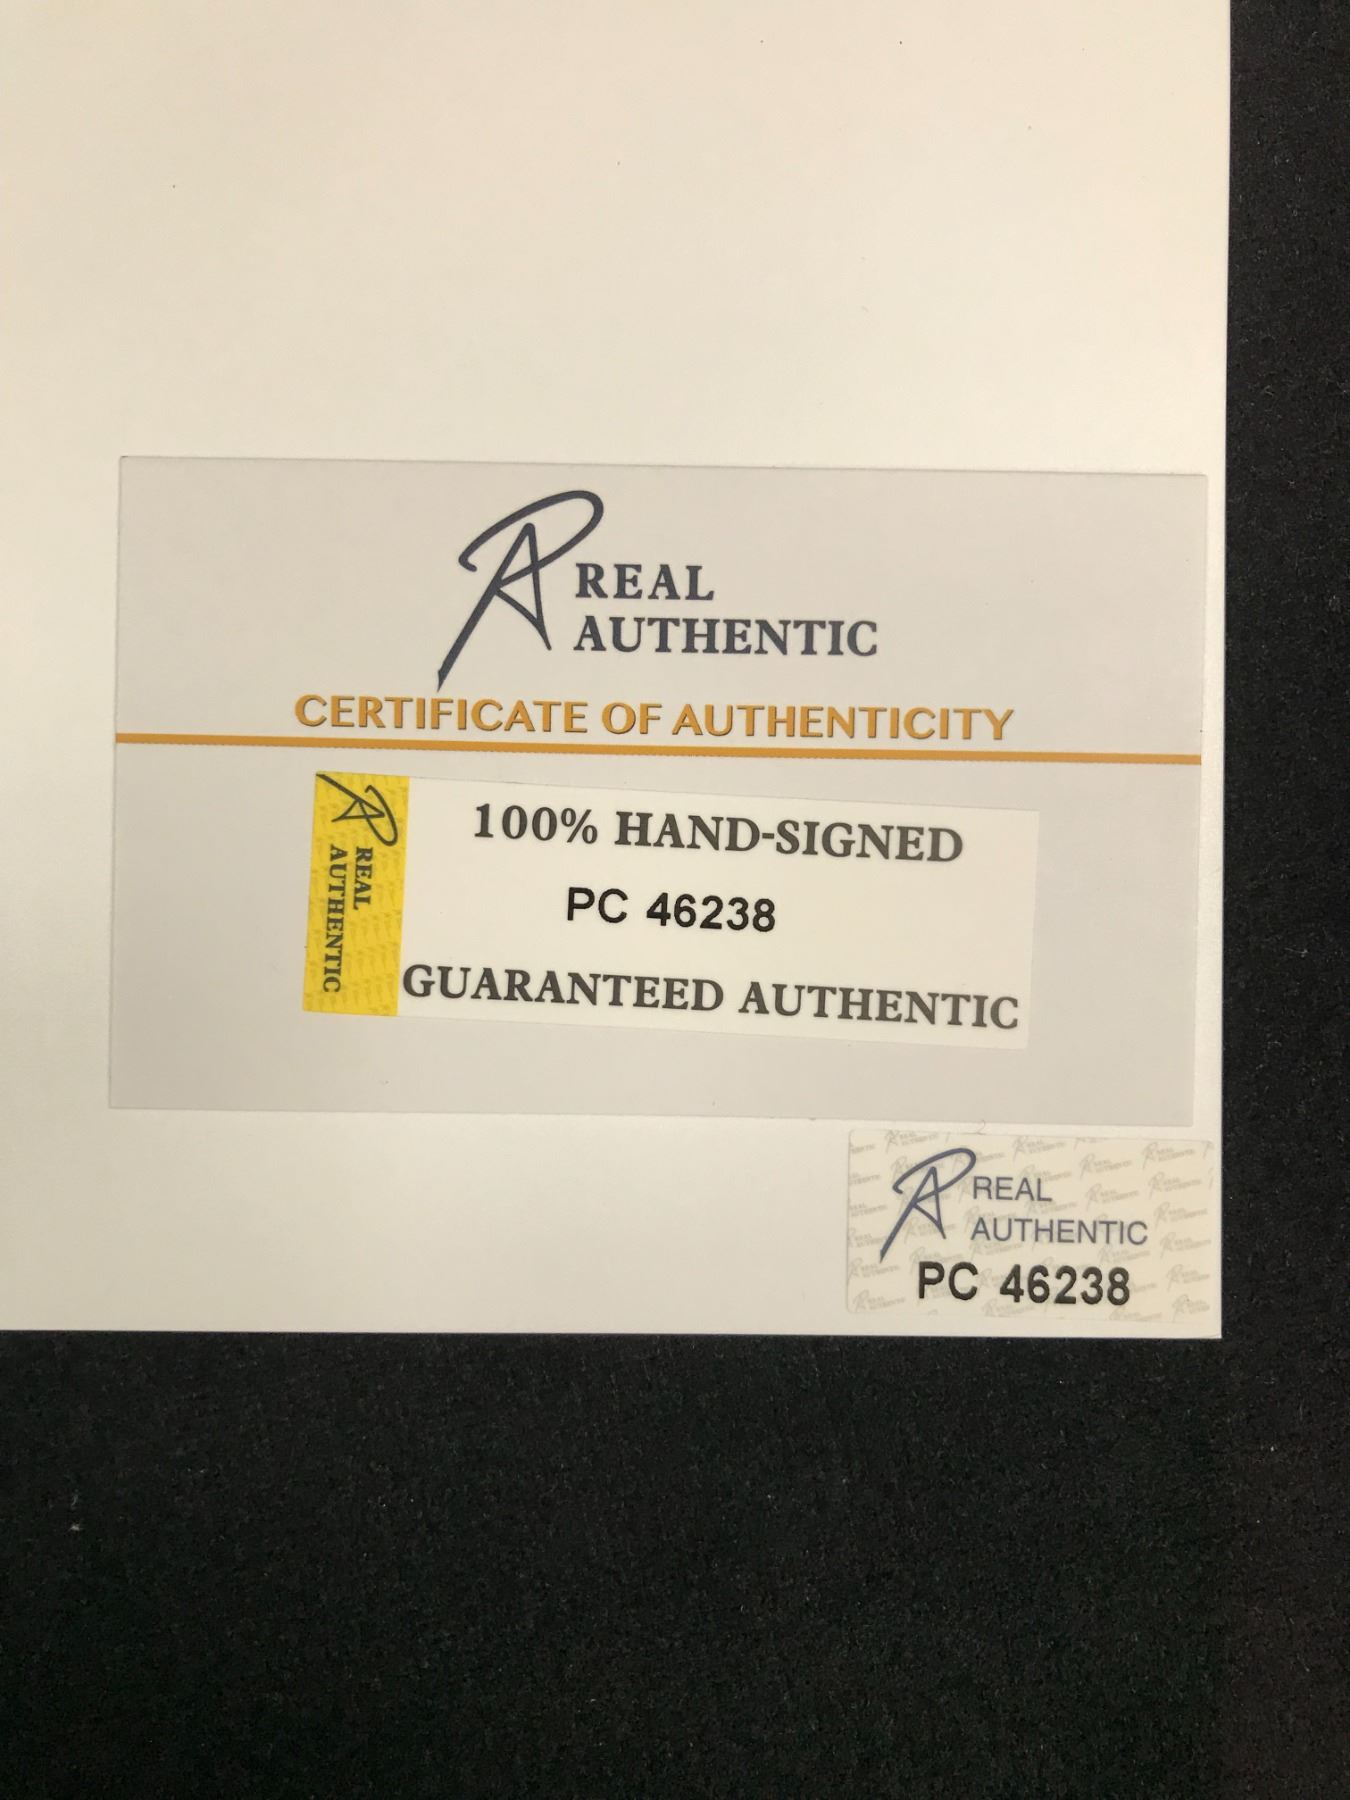 REAL
AUTHENTIC
CERTIFICATE OF AUTHENTICITY
REAL
AUTHENTIC
100% HAND-SIGNED
PC 46238
GUARANTEED AUTHENTIC
REAL
AUTHENTIC
PC 46238